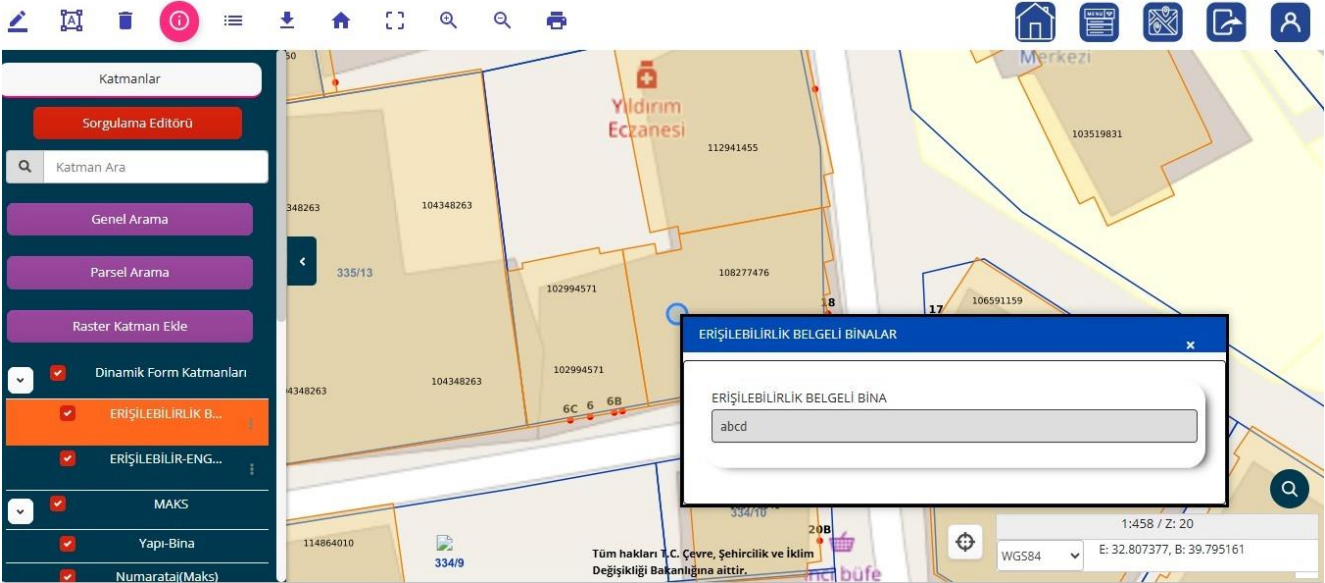 Katmanlar
Sorgulama Editörü
Katman Ara
Genel Arama
Parsel Arama
Raster Katman Ekle
Dinamik Form Katmanları
ERİŞİLEBİLİRLİK B...
ERİŞİLEBİLİR-ENG...
MAKS
Yapı-Bina
Numarataj(Maks)
Merkezi
Yıldırım
Eczanesi
103519831
112941455
348263
104348263
335/13
108277476
102994571
18
17
106591159
102994571
104348263
6C 6 6B
ERİŞİLEBİLİRLİK BELGELİ BİNALAR
×
ERİŞİLEBİLİRLİK BELGELİ BİNA
abcd
334/10
20B
114864010
334/9
Tüm hakları T.C. Çevre, Şehircilik ve İklim
Değişikliği Bakanlığına aittir.
inci büfe
1:458 / Z: 20
WGS84
E: 32.807377, B: 39.795161
MENU
A